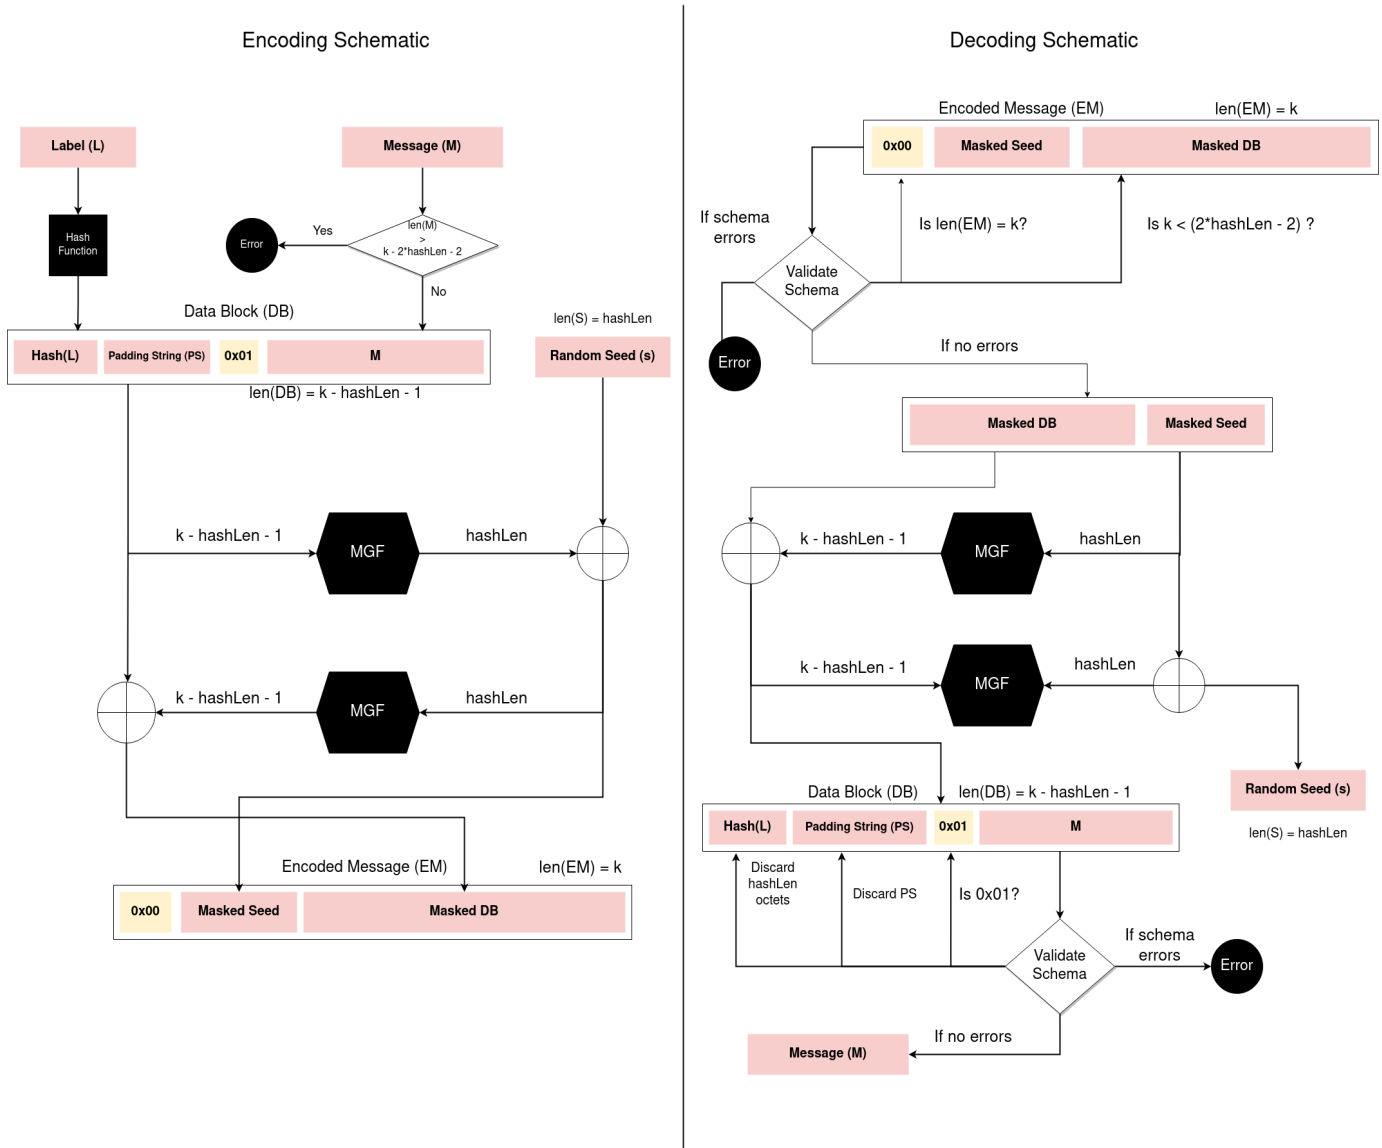 Encoding Schematic
Label (L)
Message (M)
Hash
Function
Error
Yes
len(M)
>
k - 2*hashLen - 2
No
Data Block (DB)
len(S) = hashLen
Hash(L)
Padding String (PS)
0x01
M
Random Seed (s)
len(DB) = k - hashLen - 1
k - hashLen - 1
MGF
hashLen
k - hashLen - 1
MGF
hashLen
Encoded Message (EM)
len(EM) = k
0x00
Masked Seed
Masked DB
Decoding Schematic
Encoded Message (EM)
len(EM) = k
0x00
Masked Seed
Masked DB
If schema
errors
Is len(EM) = k?
Is k < (2*hashLen - 2) ?
Validate
Schema
Error
If no errors
Masked DB
Masked Seed
k - hashLen - 1
MGF
hashLen
k - hashLen - 1
MGF
hashLen
Random Seed (s)
len(S) = hashLen
Data Block (DB)
len(DB) = k - hashLen - 1
Hash(L)
Padding String (PS)
0x01
M
Discard
hashLen
octets
Discard PS
Is 0x01?
Validate
Schema
If schema
errors
Error
If no errors
Message (M)